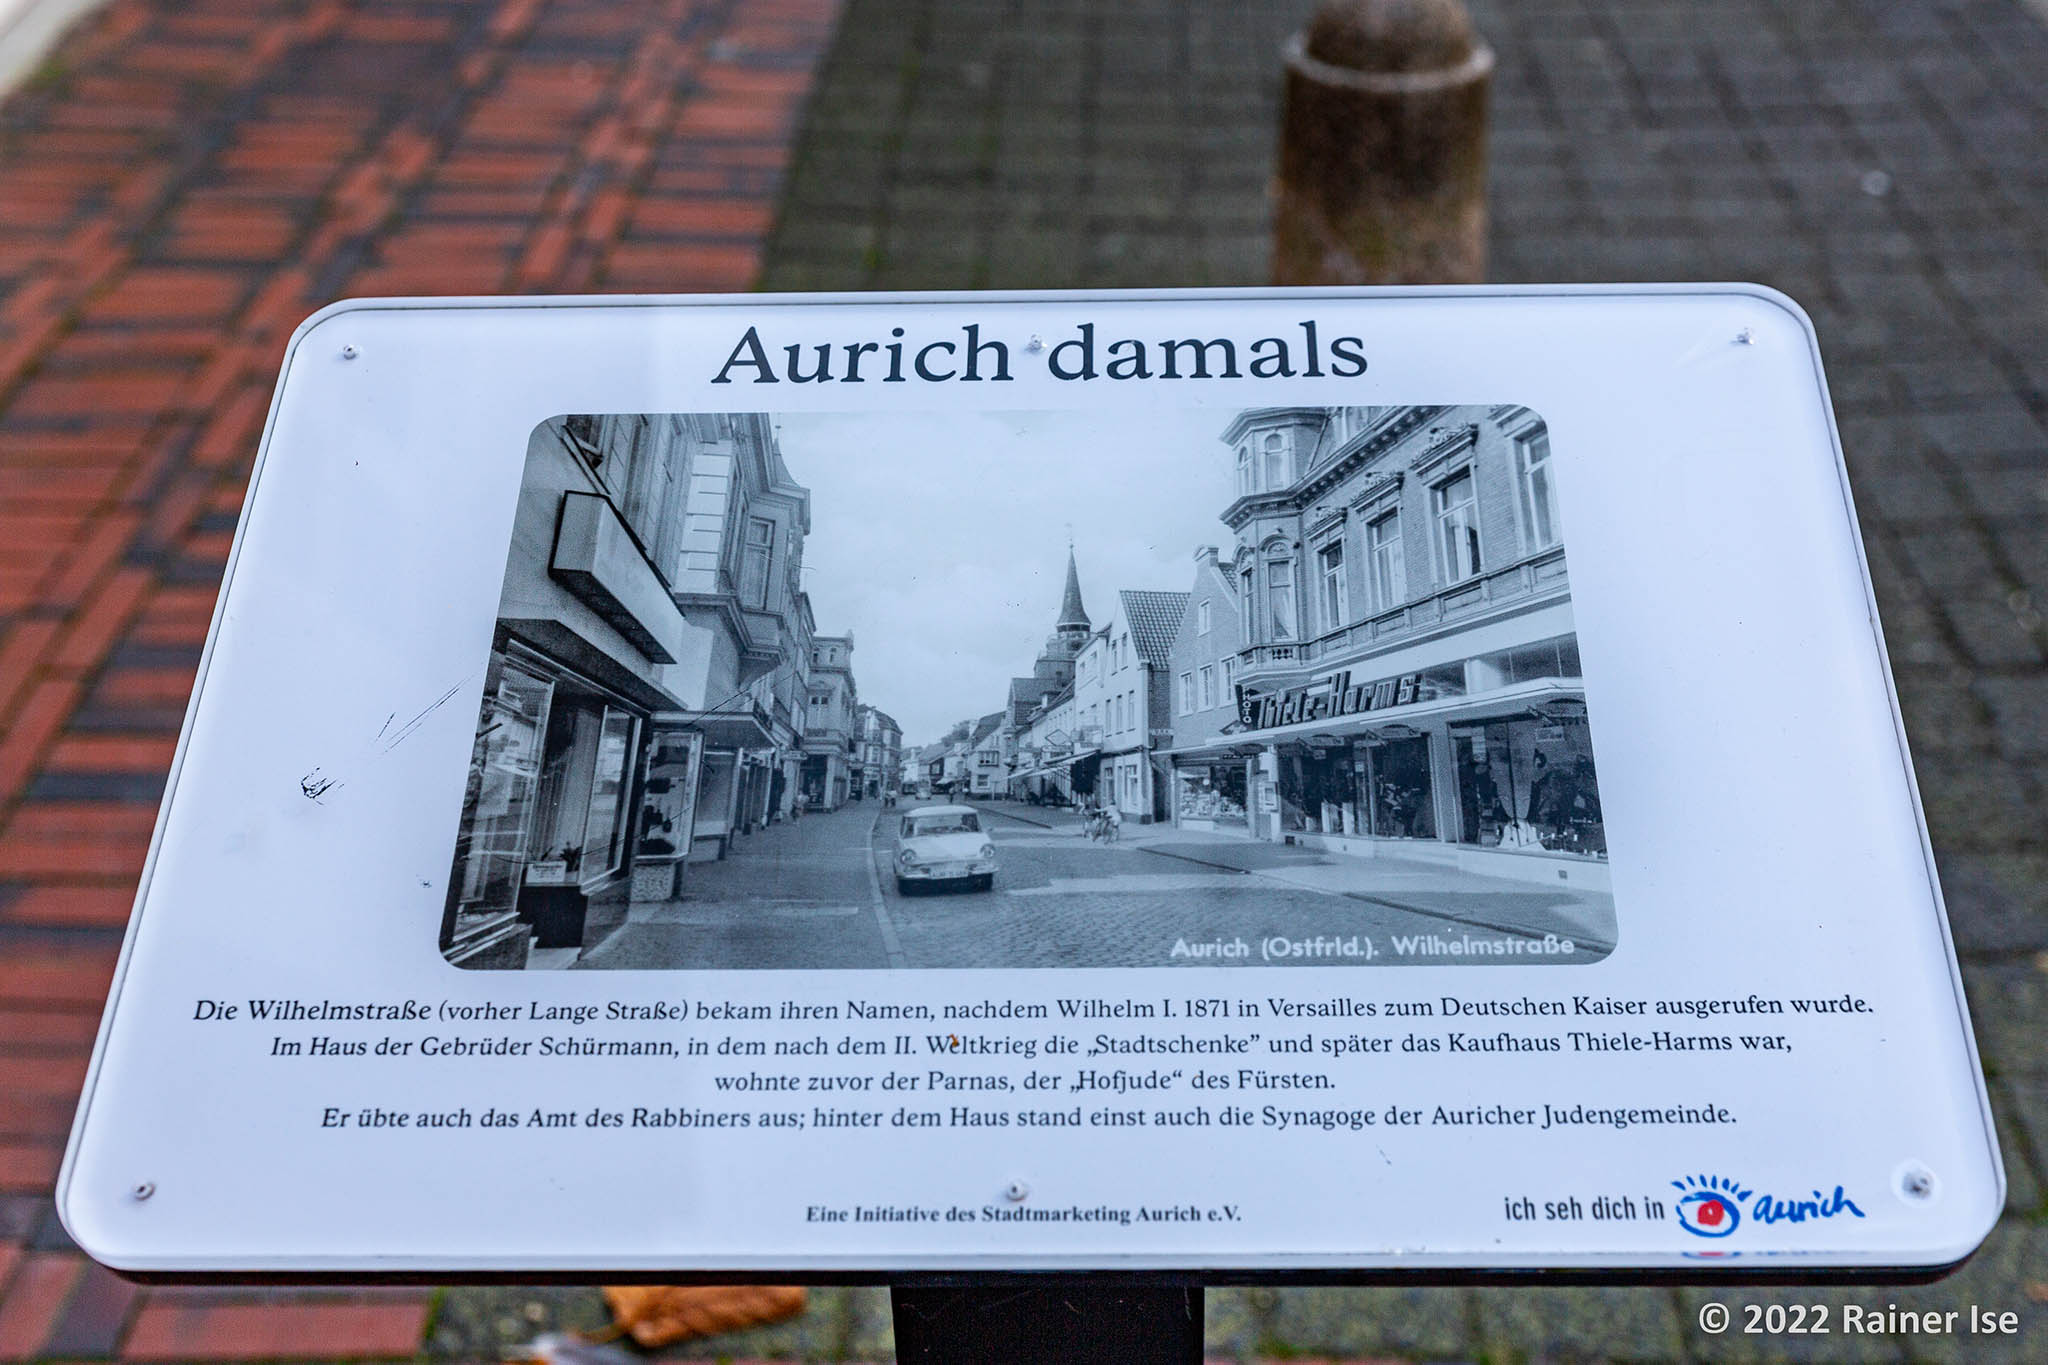 Aurich damals
PHOTO
Thiele-Harms
Aurich (Ostfrld.). Wilhelmstraße
Die Wilhelmstraße (vorher Lange Straße) bekam ihren Namen, nachdem Wilhelm I. 1871 in Versailles zum Deutschen Kaiser ausgerufen wurde.
Im Haus der Gebrüder Schürmann, in dem nach dem II. Weltkrieg die „Stadtschenke” und später das Kaufhaus Thiele-Harms war,
wohnte zuvor der Parnas, der „Hofjude“ des Fürsten.
Er übte auch das Amt des Rabbiners aus; hinter dem Haus stand einst auch die Synagoge der Auricher Judengemeinde.
Eine Initiative des Stadtmarketing Aurich e.V.
ich seh dich in aurich
© 2022 Rainer Ise